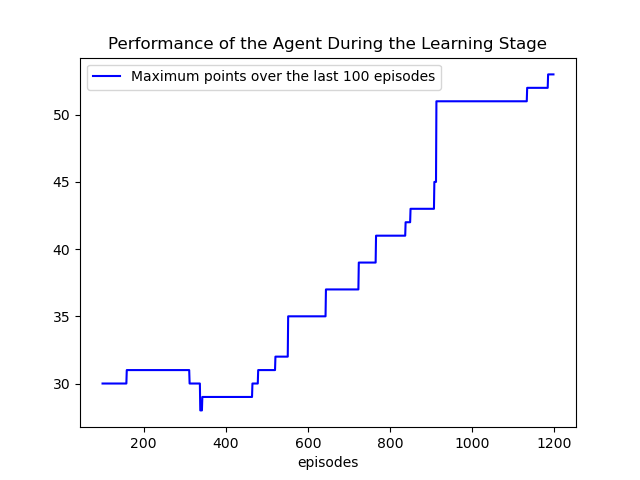 Performance of the Agent During the Learning Stage
Maximum points over the last 100 episodes
50
45
40
35
30
200 400 600 800 1000 1200
episodes